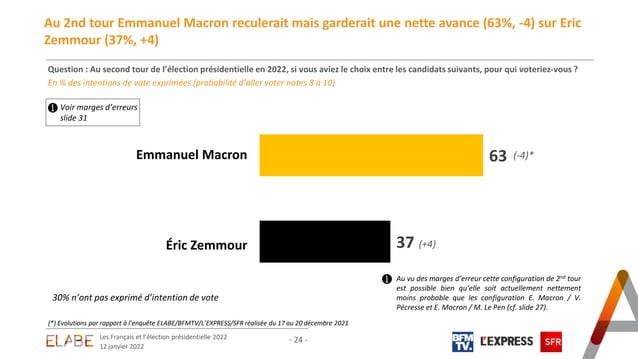 Au 2nd tour Emmanuel Macron reculerait mais garderait une nette avance (63%, -4) sur Eric
Zemmour (37%, +4)
Question : Au second tour de l’élection présidentielle en 2022, si vous aviez le choix entre les candidats suivants, pour qui voteriez-vous ?
En % des intentions de vote exprimées (probabilité d’aller voter notes 8 à 10)
! Voir marges d’erreurs
slide 31
Emmanuel Macron 63 (-4)*
Éric Zemmour 37 (+4)
! Au vu des marges d’erreur cette configuration de 2nd tour
est possible bien qu’elle soit actuellement nettement
moins probable que les configuration E. Macron / V.
Pécresse et E. Macron / M. Le Pen (cf. slide 27).
30% n’ont pas exprimé d’intention de vote
(*) Evolutions par rapport à l’enquête ELABE/BFMTV/L’EXPRESS/SFR réalisée du 17 au 20 décembre 2021
ELABE Les Français et l’élection présidentielle 2022
12 janvier 2022
- 24 -
BFM
TV.
L’EXPRESS
SFR